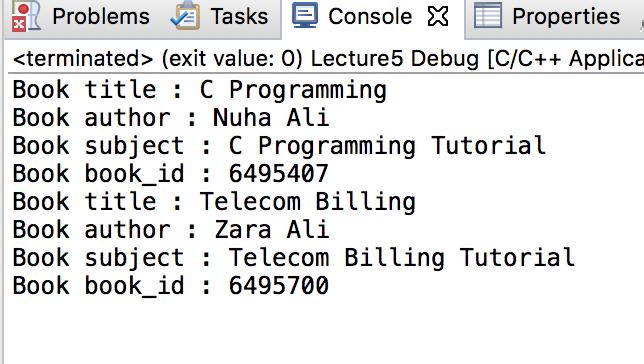 Problems Tasks Console Properties
<terminated> (exit value: 0) Lecture5 Debug [C/C++ Applica
Book title : C Programming
Book author : Nuha Ali
Book subject : C Programming Tutorial
Book book_id : 6495407
Book title : Telecom Billing
Book author : Zara Ali
Book subject : Telecom Billing Tutorial
Book book_id : 6495700